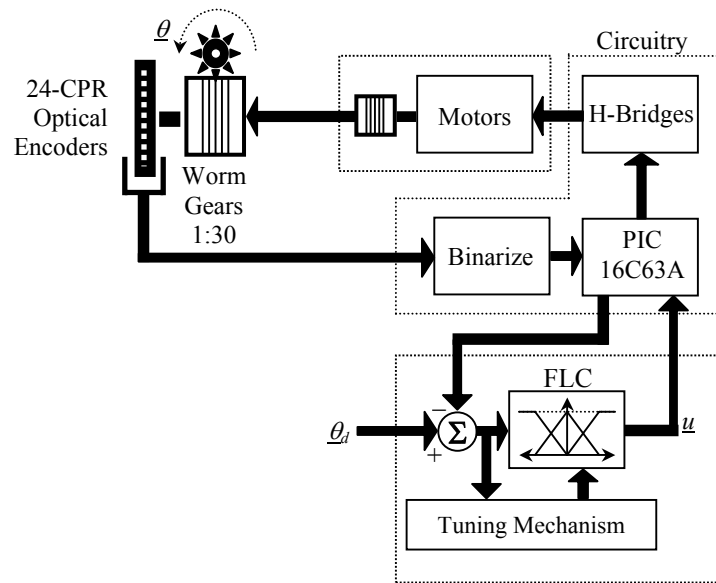 θ
Circuitry
24-CPR
Optical
Encoders
Motors
H-Bridges
Worm
Gears
1:30
Binarize
PIC
16C63A
FLC
θd
−
+
Σ
u
Tuning Mechanism